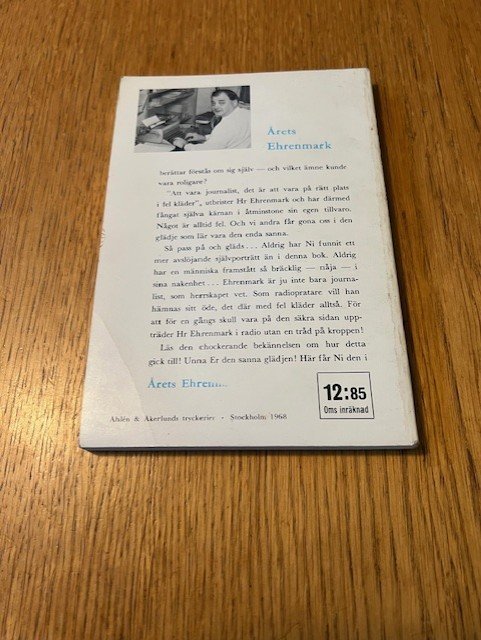 Årets
Ehrenmark
berättar förstås om sig själv — och vilket ämne kunde
vara roligare?
"Att vara journalist, det är att vara på rätt plats
i fel kläder", utbrister Hr Ehrenmark och har därmed
fångat själva kärnan i åtminstone sin egen tillvaro.
Något är alltid fel. Och vi andra får gona oss i den
glädje som lär vara den enda sanna.
Så pass på och gläds... Aldrig har Ni funnit ett
mer avslöjande självporträtt än i denna bok. Aldrig
har en människa framstått så bräcklig — nåja — i
sina nakenhet... Ehrenmark är ju inte bara journa-
list, som herrskapet vet. Som radiopratare vill han
hämnas sitt öde, det där med fel kläder alltså. För
att för en gångs skull vara på den säkra sidan upp-
träder Hr Ehrenmark i radio utan en tråd på kroppen!
Läs den chockerande bekännelsen om hur detta
gick till! Unna Er den sanna glädjen! Här får Ni den i
Årets
12:85
Oms inräknad
Åhlén & Åkerlunds tryckerier • Stockholm 1968